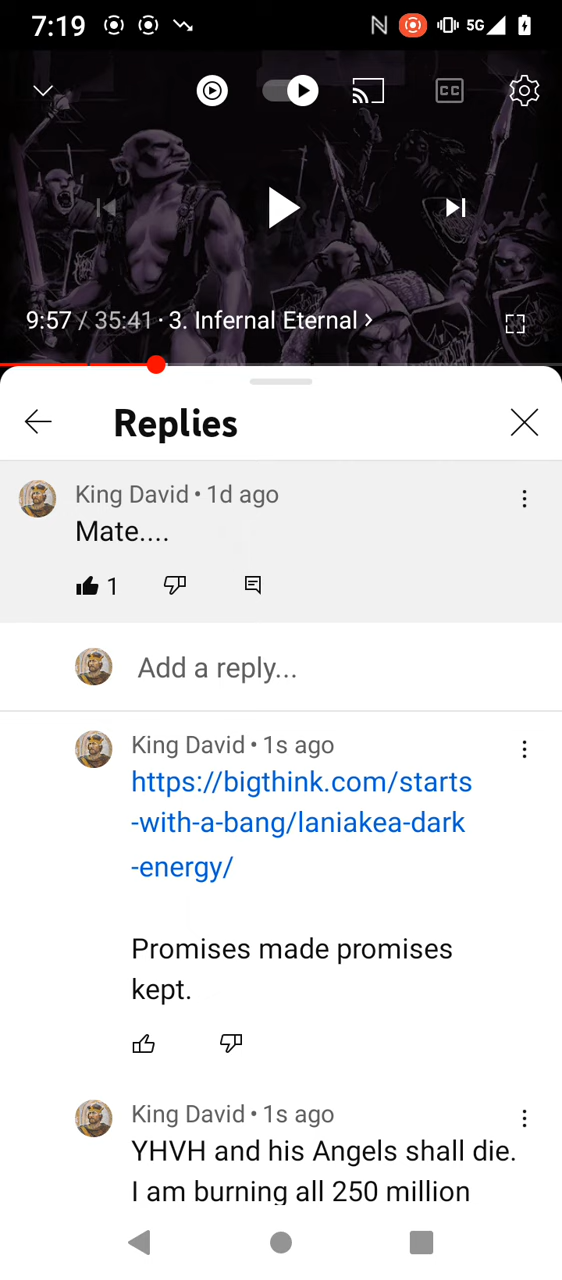 7:19
5G
CC
9:57 / 35:41 · 3. Infernal Eternal
Replies
King David • 1d ago
Mate....
1
Add a reply...
King David • 1s ago
https://bigthink.com/starts
-with-a-bang/laniakea-dark
-energy/
Promises made promises
kept.
King David • 1s ago
YHVH and his Angels shall die.
I am burning all 250 million